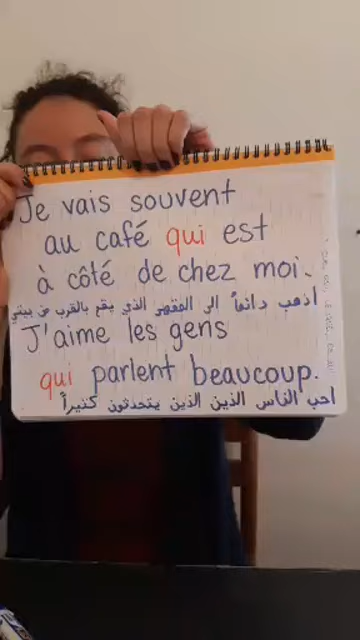 Je vais souvent
au café qui est
à côté de chez moi.
اذهب دائماً الى المقهى الذي يقع بالقرب من بيتي
J'aime les gens
qui parlent beaucoup.
احب الناس الذين الذين يتحدثون كثيراً